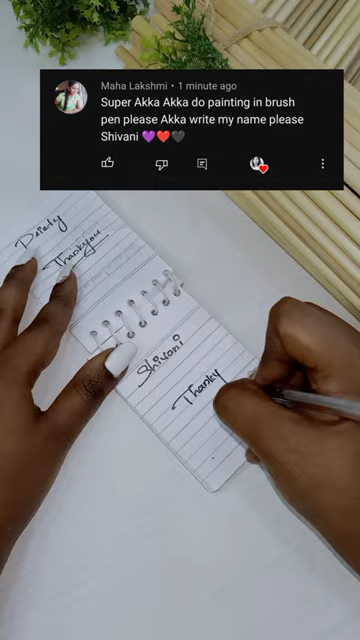 Maha Lakshmi • 1 minute ago
Super Akka Akka do painting in brush
pen please Akka write my name please
Shivani 💜❤️🖤
Thankyou
Shivani
Thanky